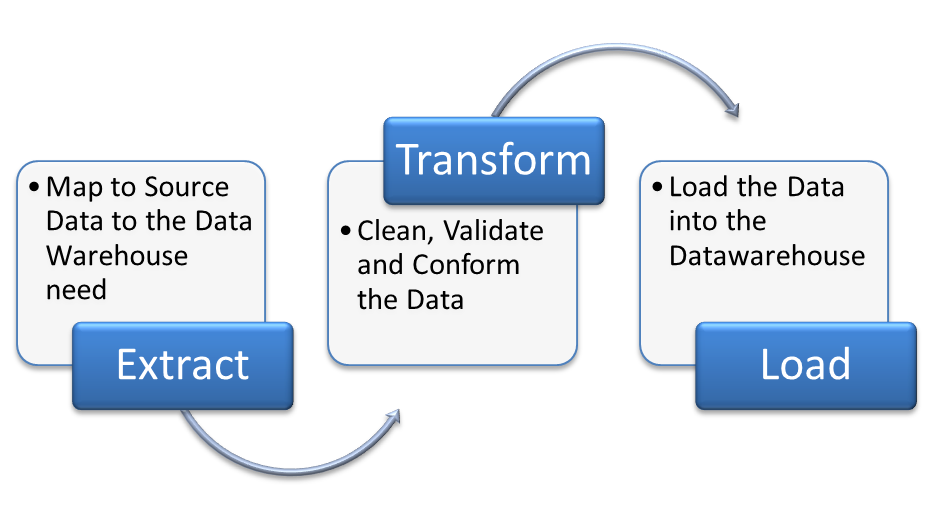 • Map to Source
Data to the Data
Warehouse
need
Extract
Transform
• Clean, Validate
and Conform
the Data
• Load the Data
into the
Datawarehouse
Load